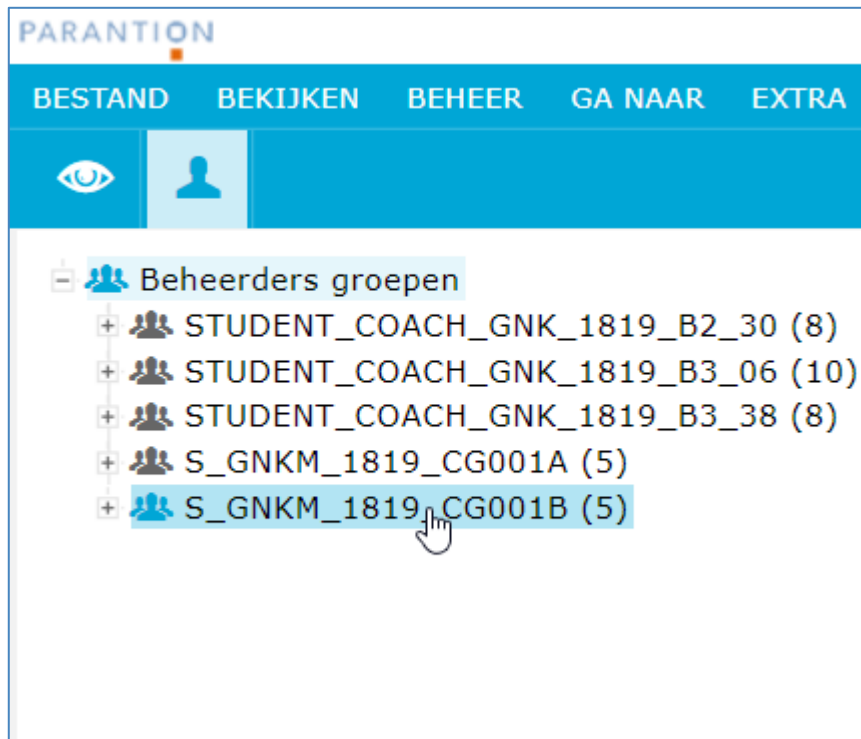 PARANTION
BESTAND BEKIJKEN BEHEER GA NAAR EXTRA
Beheerders groepen
STUDENT_COACH_GNK_1819_B2_30 (8)
STUDENT_COACH_GNK_1819_B3_06 (10)
STUDENT_COACH_GNK_1819_B3_38 (8)
S_GNKM_1819_CG001A (5)
S_GNKM_1819_CG001B (5)